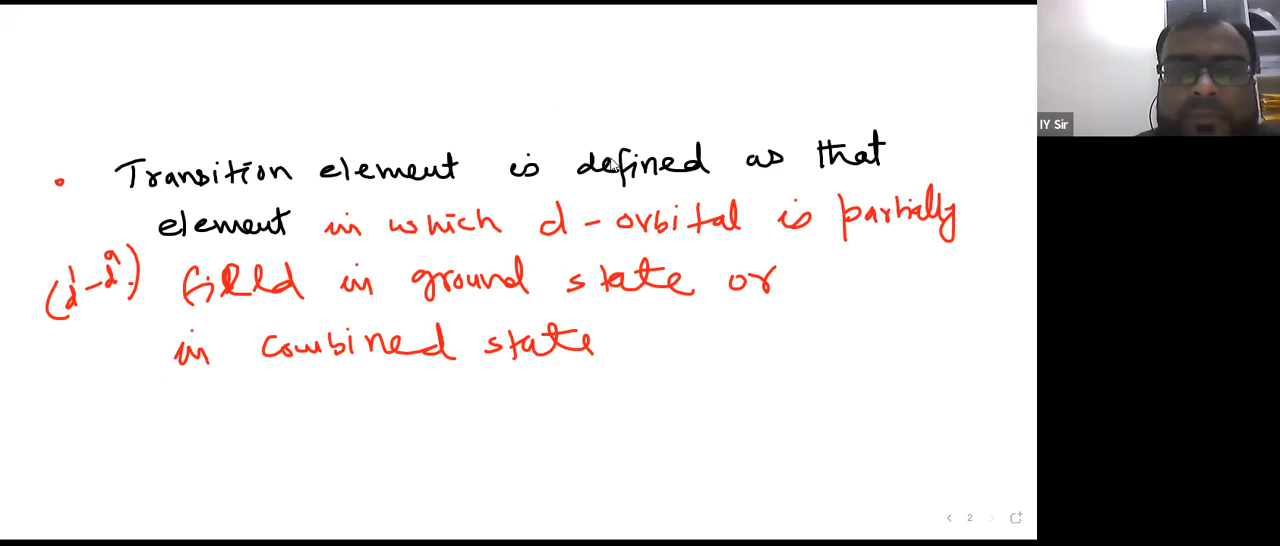 • Transition element is defined as that
element in which d-orbital is partially
(d¹-d⁹) filled in ground state or
in combined state
IY Sir
2